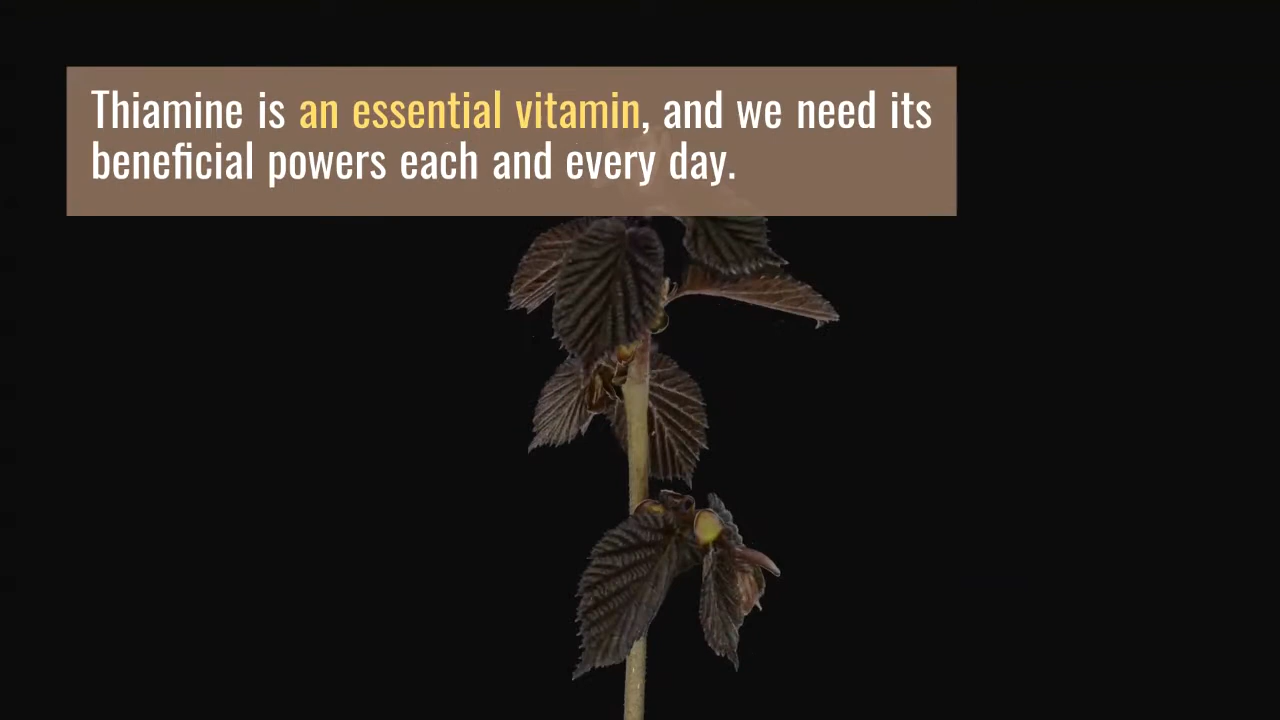 Thiamine is an essential vitamin, and we need its
beneficial powers each and every day.